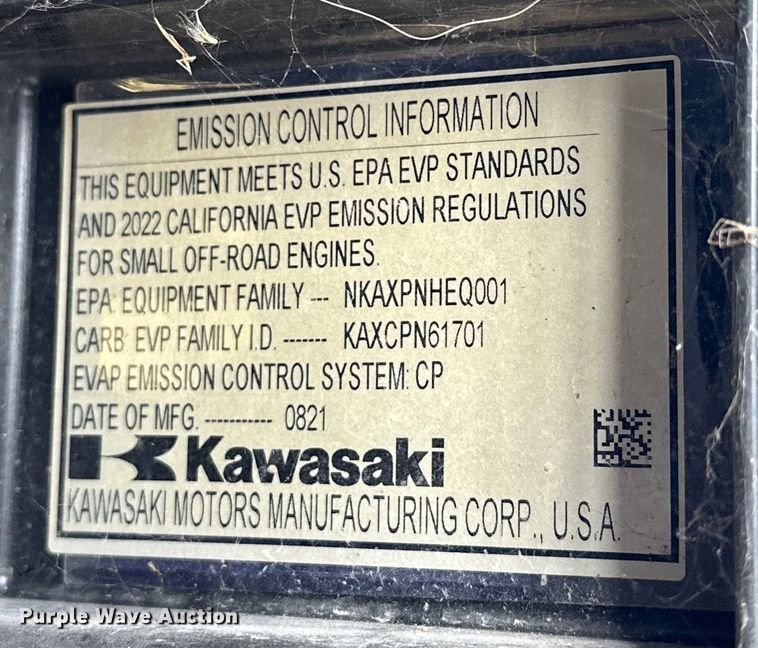 EMISSION CONTROL INFORMATION
THIS EQUIPMENT MEETS U.S. EPA EVP STANDARDS
AND 2022 CALIFORNIA EVP EMISSION REGULATIONS
FOR SMALL OFF-ROAD ENGINES.
EPA: EQUIPMENT FAMILY --- NKAXPNHEQ001
CARB: EVP FAMILY I.D. ------- KAXCPN61701
EVAP EMISSION CONTROL SYSTEM: CP
DATE OF MFG. ----------- 0821
Kawasaki
KAWASAKI MOTORS MANUFACTURING CORP., U.S.A.
Purple Wave Auction